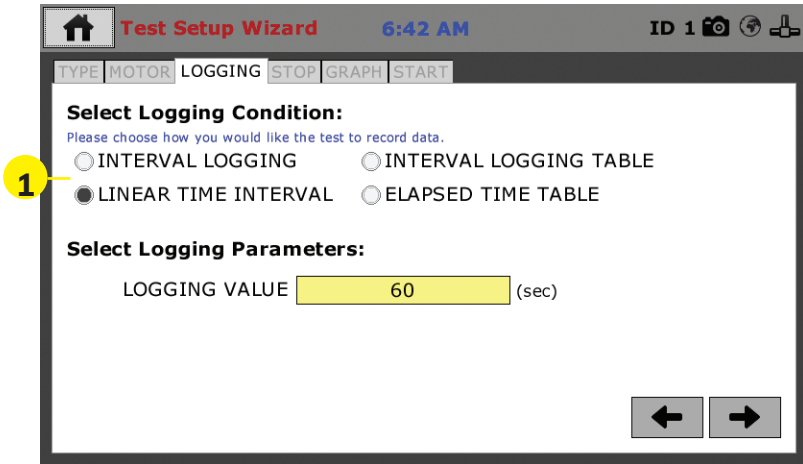 Test Setup Wizard 6:42 AM ID 1
TYPE MOTOR LOGGING STOP GRAPH START
Select Logging Condition:
Please choose how you would like the test to record data.
INTERVAL LOGGING INTERVAL LOGGING TABLE
1
LINEAR TIME INTERVAL ELAPSED TIME TABLE
Select Logging Parameters:
LOGGING VALUE 60 (sec)